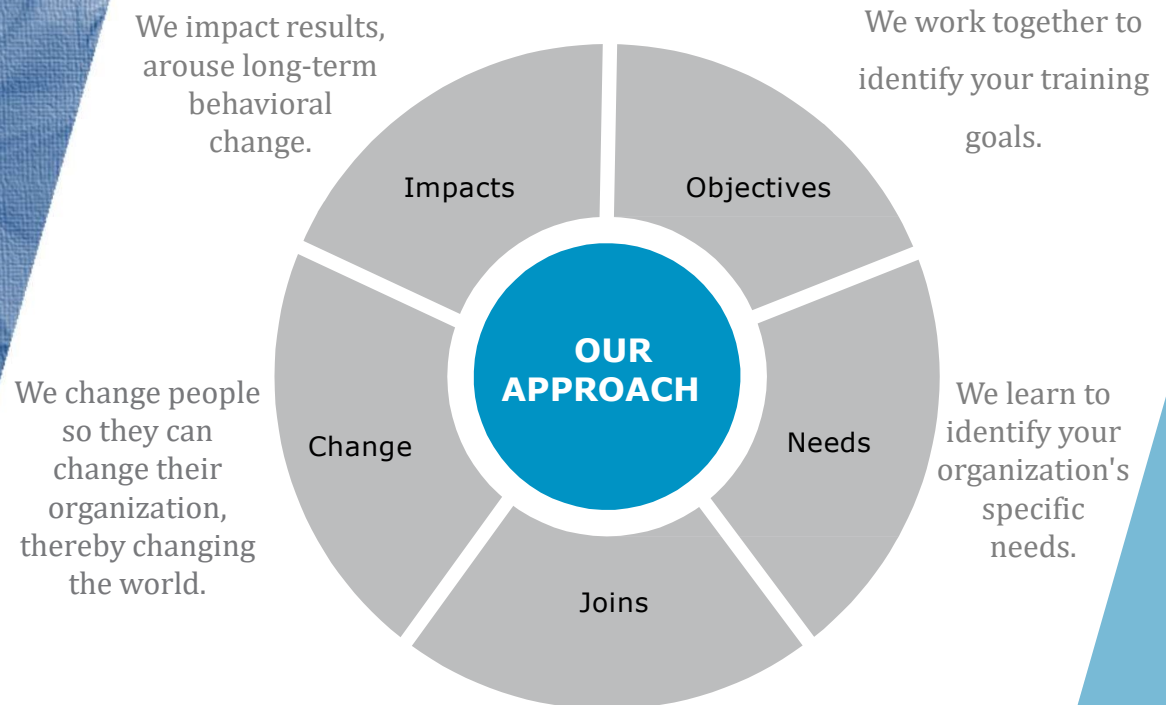 We impact results,
arouse long-term
behavioral
change.
We work together to
identify your training
goals.
Impacts
Objectives
OUR
APPROACH
We change people
so they can
change their
organization,
thereby changing
the world.
Change
Needs
We learn to
identify your
organization's
specific
needs.
Joins